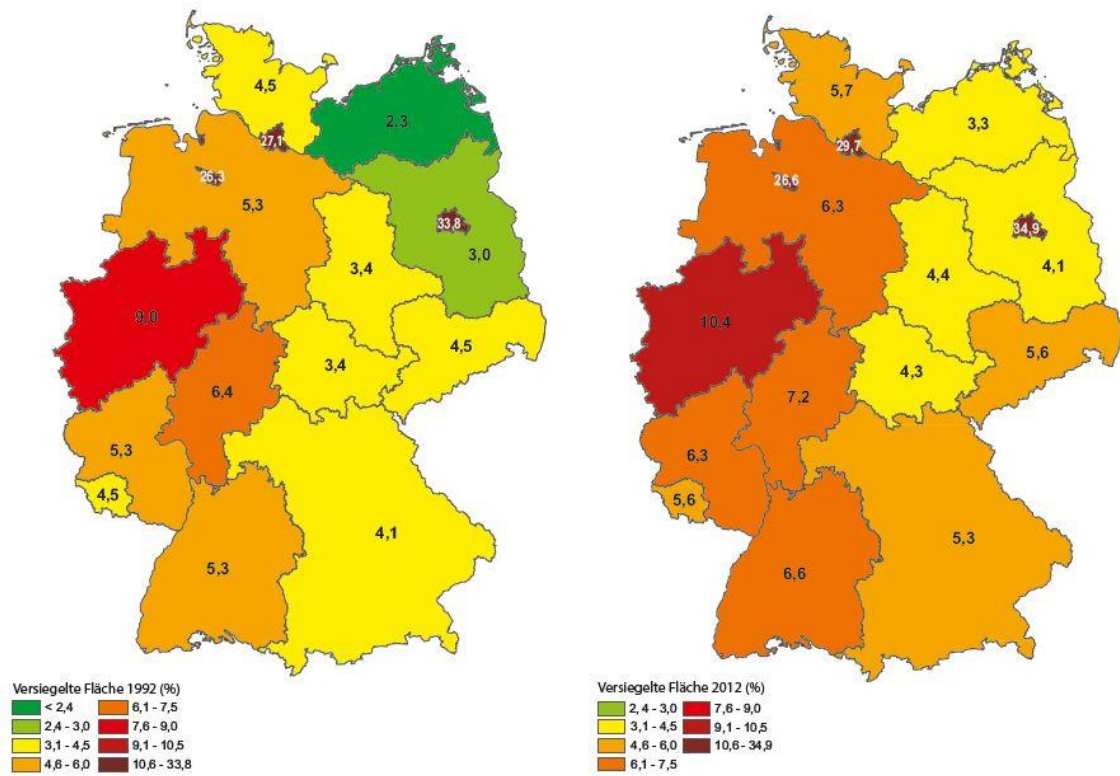 4,5
2,3
27,1
26,3
5,3
33,8
3,0
3,4
9,0
4,5
3,4
6,4
5,3
4,5
4,1
5,3
Versiegelte Fläche 1992 (%)
< 2,4
2,4 - 3,0
3,1 - 4,5
4,6 - 6,0
6,1 - 7,5
7,6 - 9,0
9,1 - 10,5
10,6 - 33,8
5,7
3,3
29,7
26,6
6,3
34,9
4,1
4,4
10,4
5,6
4,3
7,2
6,3
5,6
5,3
6,6
Versiegelte Fläche 2012 (%)
2, 4 - 3,0
3,1 - 4,5
4,6 - 6,0
6,1 - 7,5
7,6 - 9,0
9,1 - 10,5
10,6 - 34,9